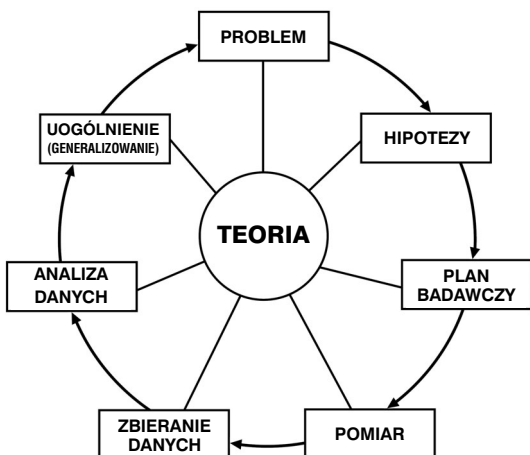 PROBLEM
HIPOTEZY
PLAN
BADAWCZY
POMIAR
ZBIERANIE
DANYCH
ANALIZA
DANYCH
UOGÓLNIENIE
(GENERALIZOWANIE)
TEORIA